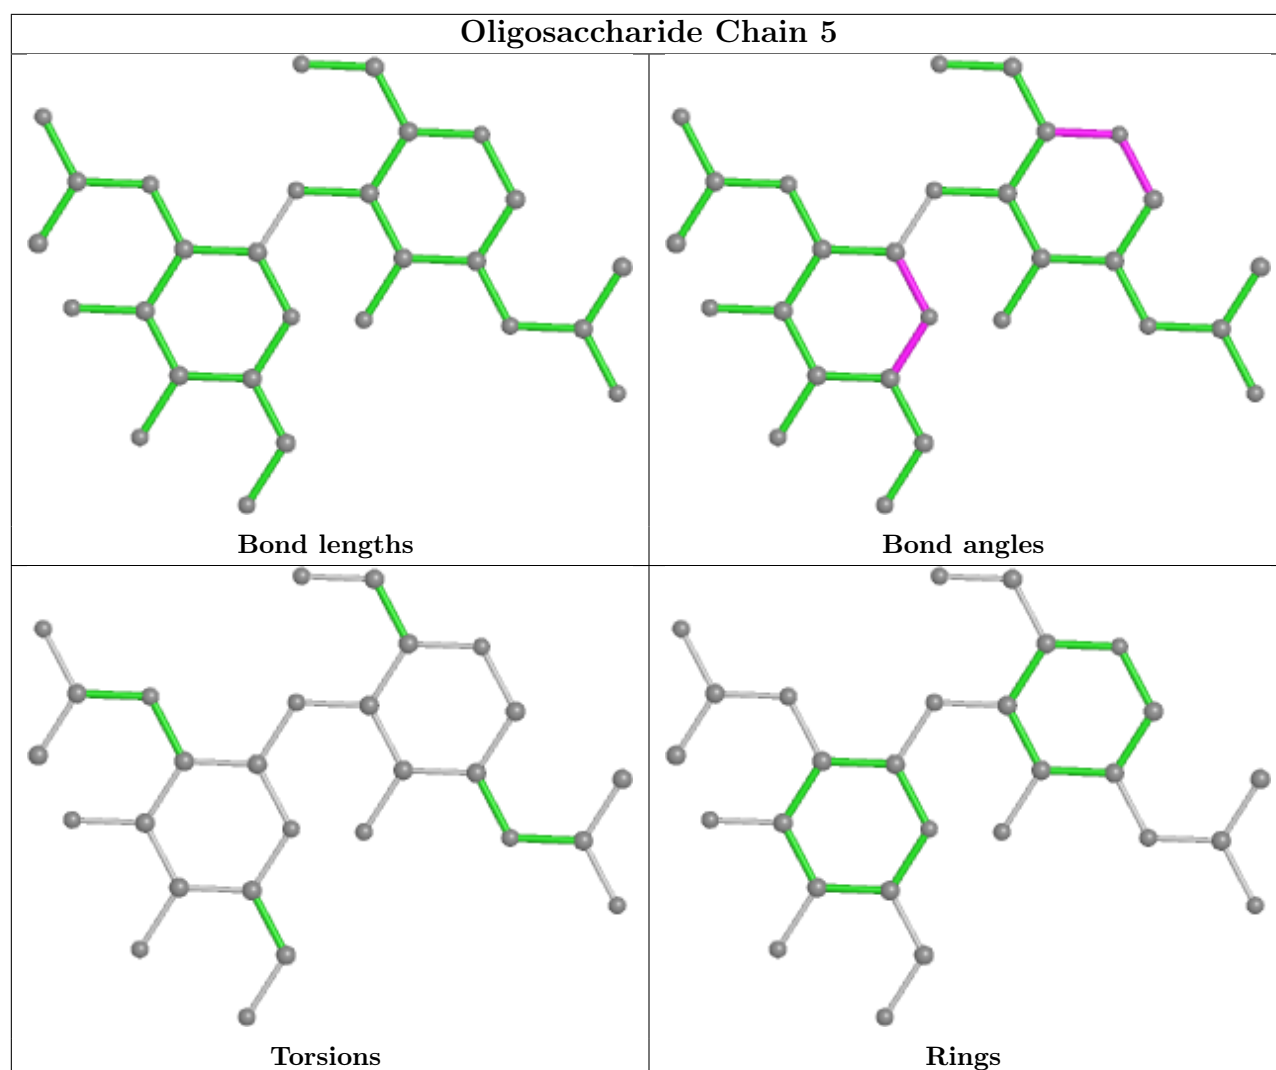 Oligosaccharide Chain 5
Bond lengths
Bond angles
Torsions
Rings